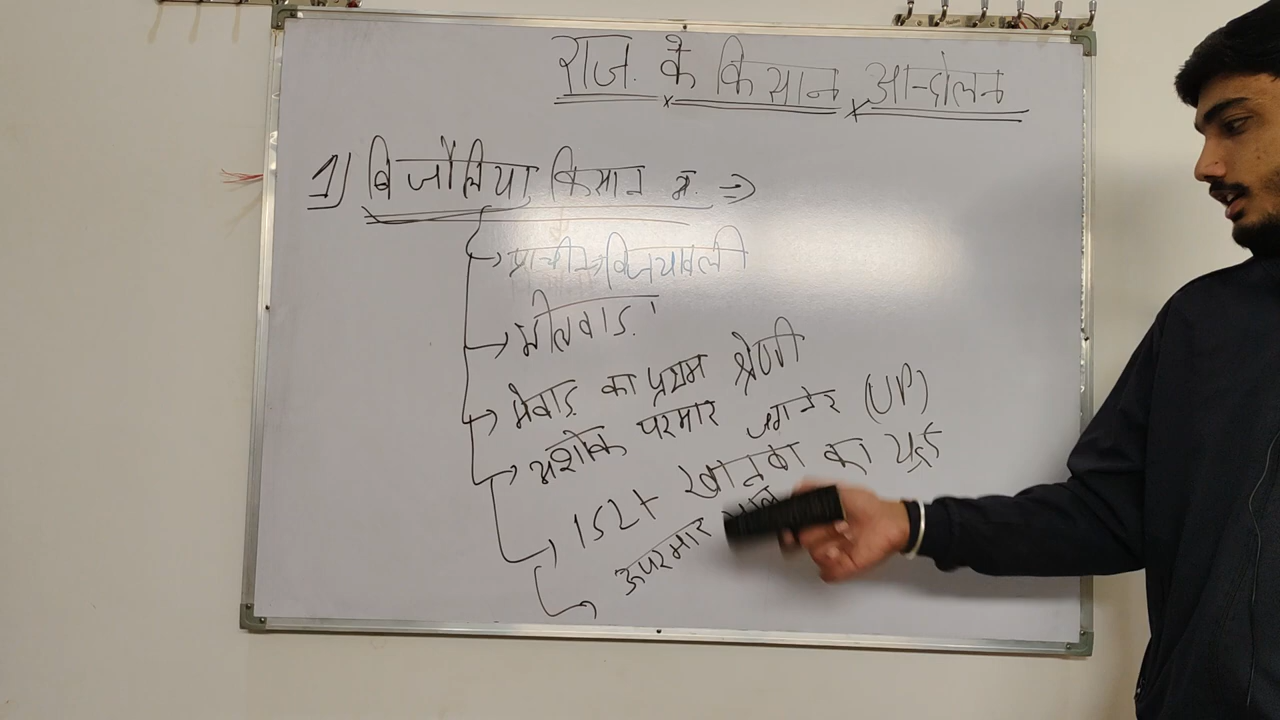 राज. के किसान आन्दोलन
1) बिजौलिया किसान अ. ⇒
→ प्राची → विजयावली
→ भीलवाड़ा
→ मेवाड़ का प्रथम श्रेणी
→ अशोक परमार जगनेर (UP)
→ 1527 खानवा का युद्ध
→ ऊपरमाल